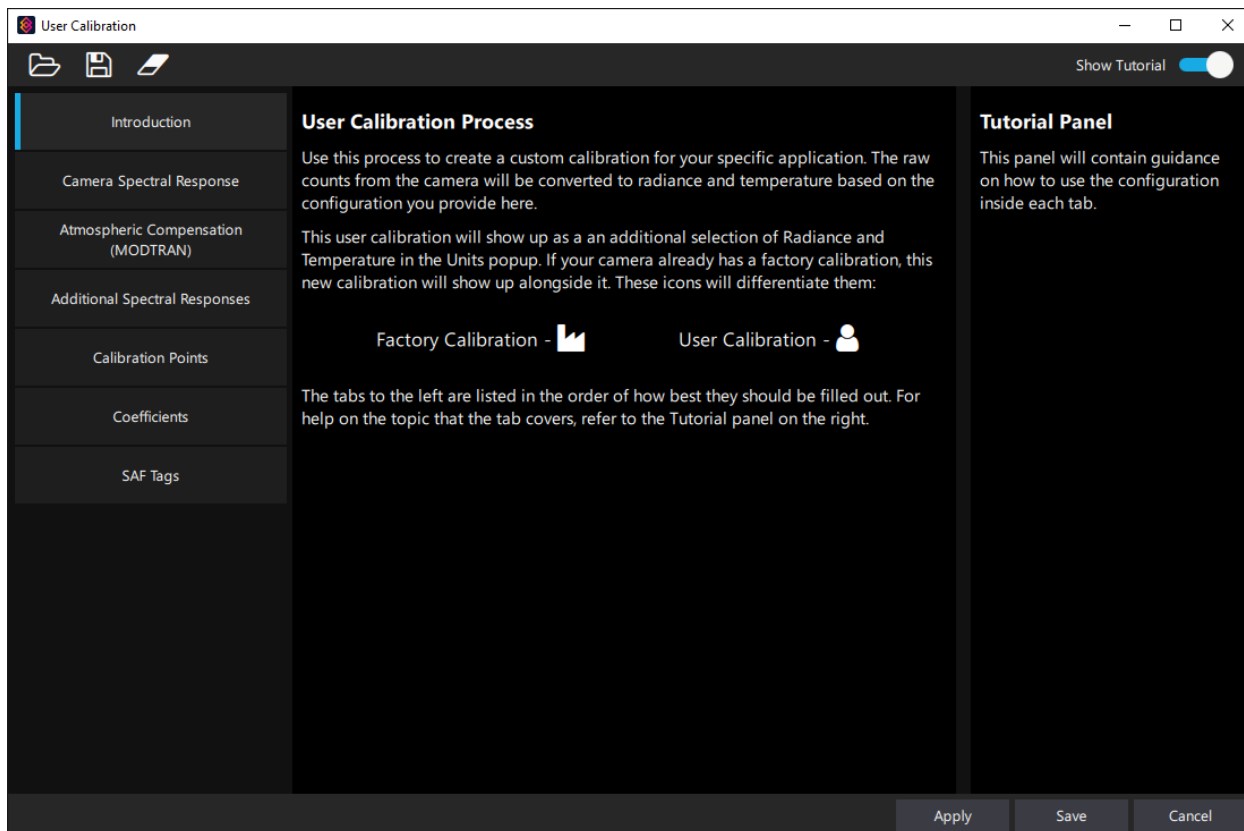 User Calibration
Show Tutorial
Introduction
Camera Spectral Response
Atmospheric Compensation
(MODTRAN)
Additional Spectral Responses
Calibration Points
Coefficients
SAF Tags
User Calibration Process
Use this process to create a custom calibration for your specific application. The raw
counts from the camera will be converted to radiance and temperature based on the
configuration you provide here.
This user calibration will show up as a an additional selection of Radiance and
Temperature in the Units popup. If your camera already has a factory calibration, this
new calibration will show up alongside it. These icons will differentiate them:
Factory Calibration -
User Calibration -
The tabs to the left are listed in the order of how best they should be filled out. For
help on the topic that the tab covers, refer to the Tutorial panel on the right.
Tutorial Panel
This panel will contain guidance
on how to use the configuration
inside each tab.
Apply
Save
Cancel